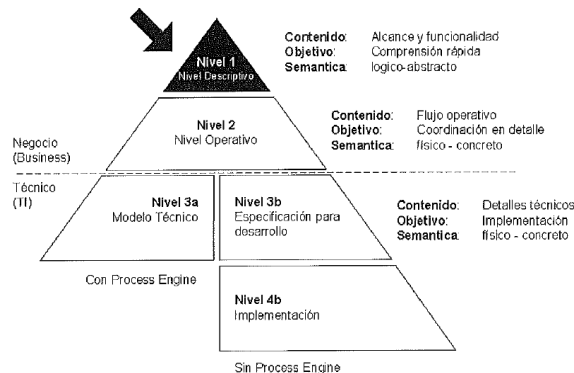 Nivel 1
Nivel Descriptivo
Contenido: Alcance y funcionalidad
Objetivo: Comprensión rápida
Semantica: logico-abstracto
Nivel 2
Nivel Operativo
Contenido: Flujo operativo
Objetivo: Coordinación en detalle
Semantica: físico - concreto
Negocio
(Business)
Técnico
(TI)
Nivel 3a
Modelo Técnico
Nivel 3b
Especificación para
desarrollo
Contenido: Detalles técnicos
Objetivo: Implementación
Semantica: físico - concreto
Con Process Engine
Nivel 4b
Implementación
Sin Process Engine